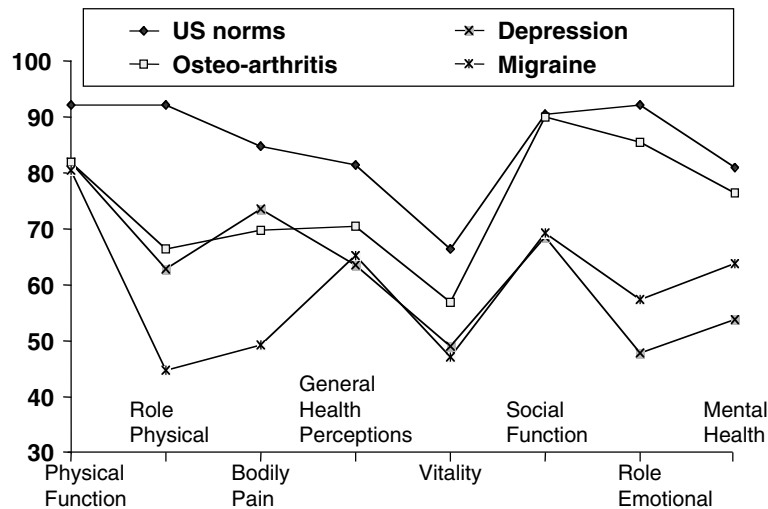 US norms
Depression
Osteo-arthritis
Migraine
100
90
80
70
60
50
40
30
General
Health
Perceptions
Role
Physical
Social
Function
Mental
Health
Physical
Function
Bodily
Pain
Vitality
Role
Emotional